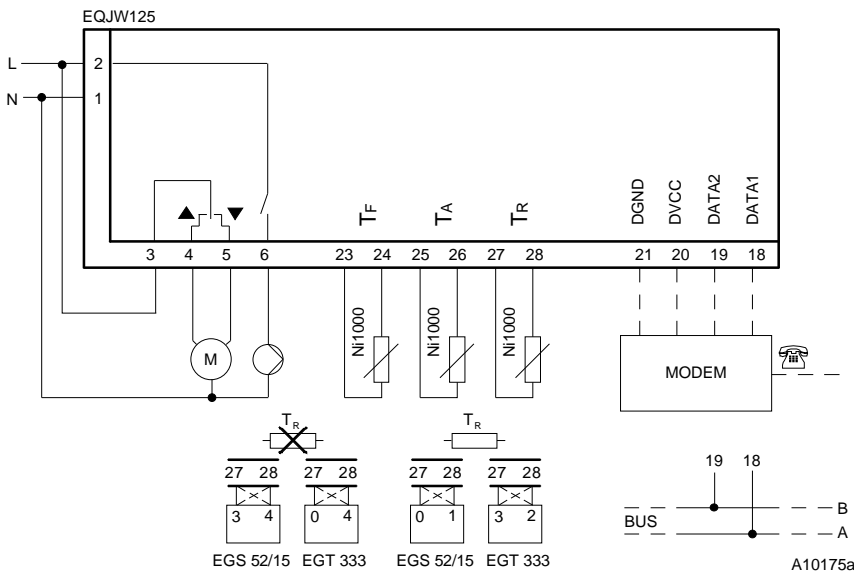 EQJW125
L
2
N
1
TF
TA
TR
DGND
DVCC
DATA2
DATA1
3 4 5 6 23 24 25 26 27 28 21 20 19 18
Ni1000
Ni1000
Ni1000
M
MODEM
TR
TR
27 28 27 28 27 28 27 28
3 4 0 4 0 1 3 2
EGS 52/15 EGT 333 EGS 52/15 EGT 333
19 18
BUS
B
A
A10175a